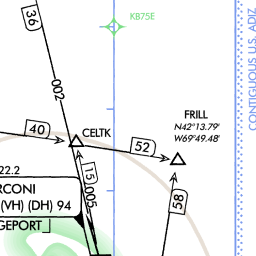 36
KB75E
002
CONTIGUOUS U.S. ADIZ
FRILL
N42°13.79'
W69°49.48'
40
CELTK
52
22.2
15
005
58
RCONI
(VH) (DH) 94
GEPORT